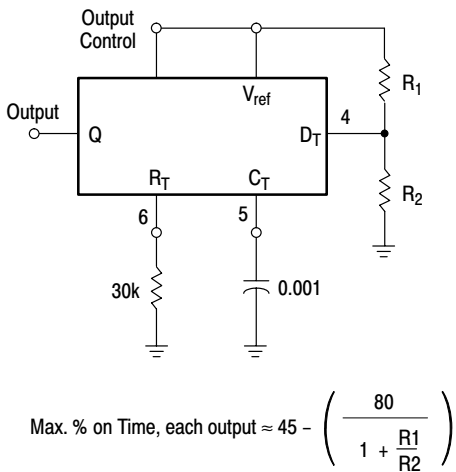 Output
Control
Output
Q
Vref
DT
4
R1
R2
RT
CT
6
5
30k
0.001
Max. % on Time, each output ≈ 45 – ( 80 / 1 + R1/R2 )